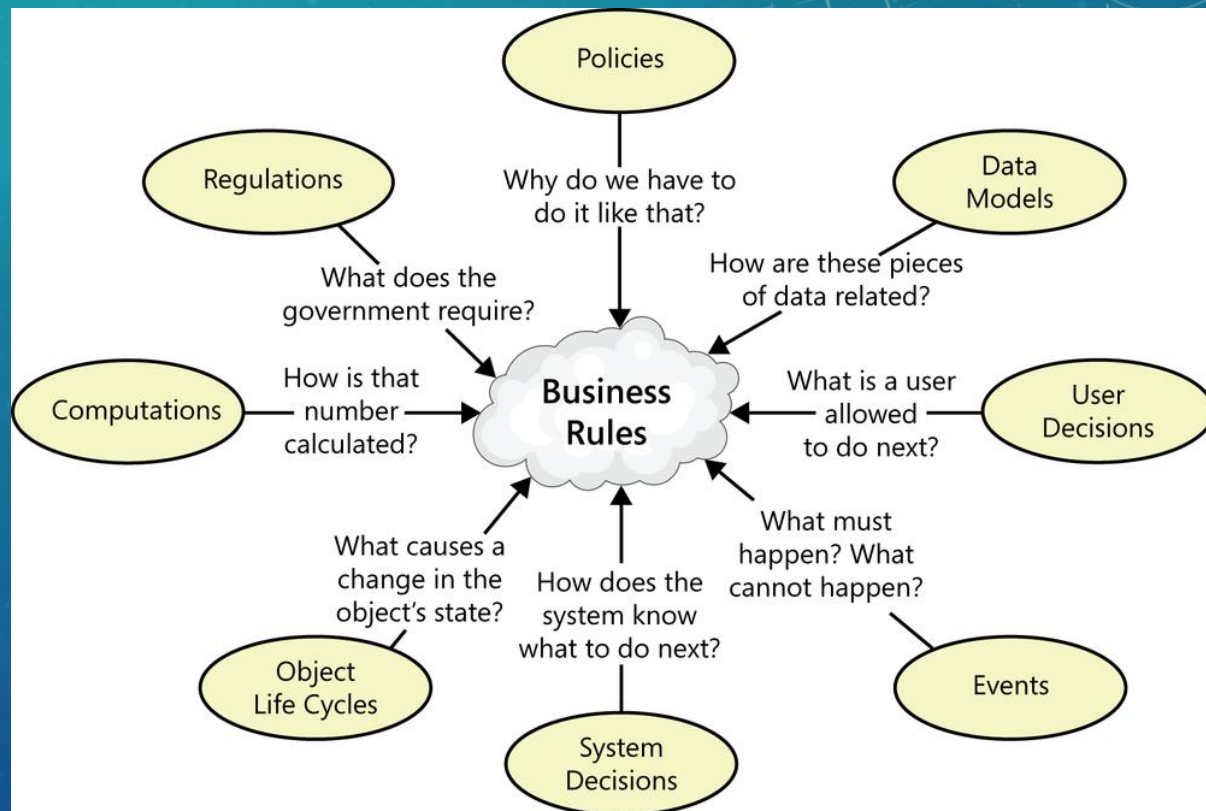 Policies
Why do we have to
do it like that?
Regulations
What does the
government require?
Data
Models
How are these pieces
of data related?
Computations
How is that
number
calculated?
Business
Rules
What is a user
allowed
to do next?
User
Decisions
What causes a
change in the
object’s state?
Object
Life Cycles
How does the
system know
what to do next?
System
Decisions
What must
happen? What
cannot happen?
Events